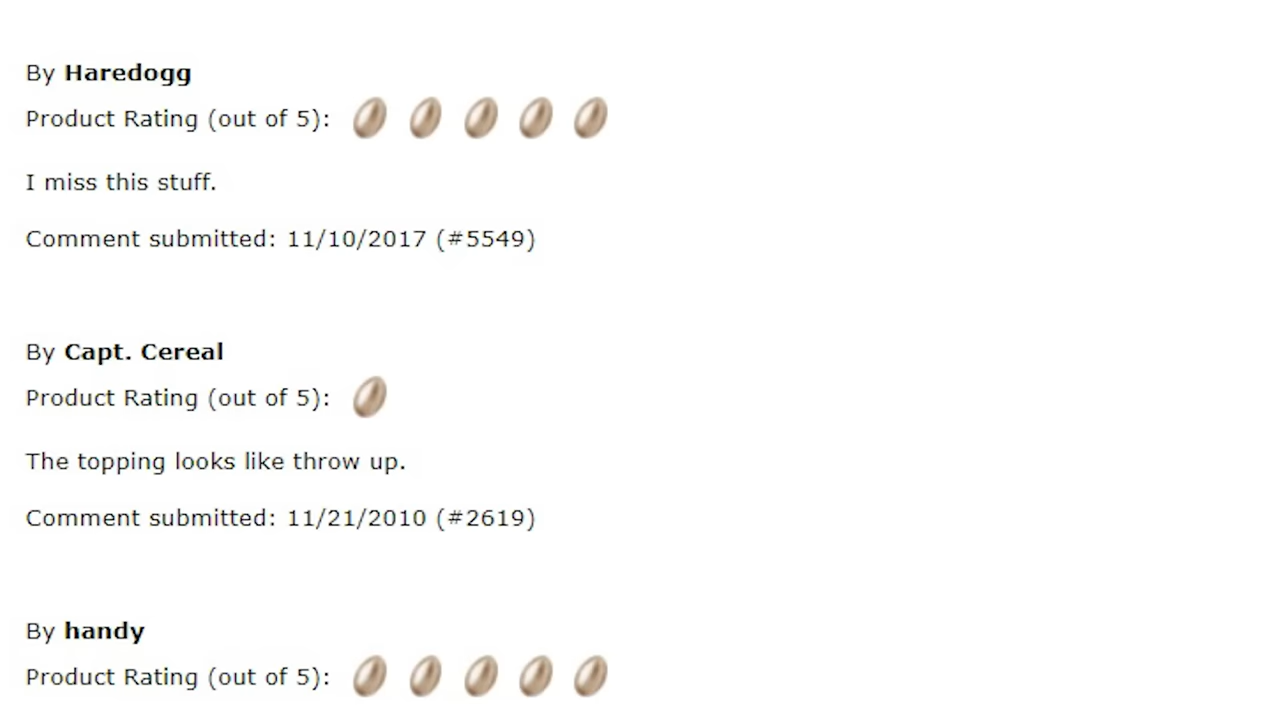 By Haredogg
Product Rating (out of 5):
I miss this stuff.
Comment submitted: 11/10/2017 (#5549)
By Capt. Cereal
Product Rating (out of 5):
The topping looks like throw up.
Comment submitted: 11/21/2010 (#2619)
By handy
Product Rating (out of 5):